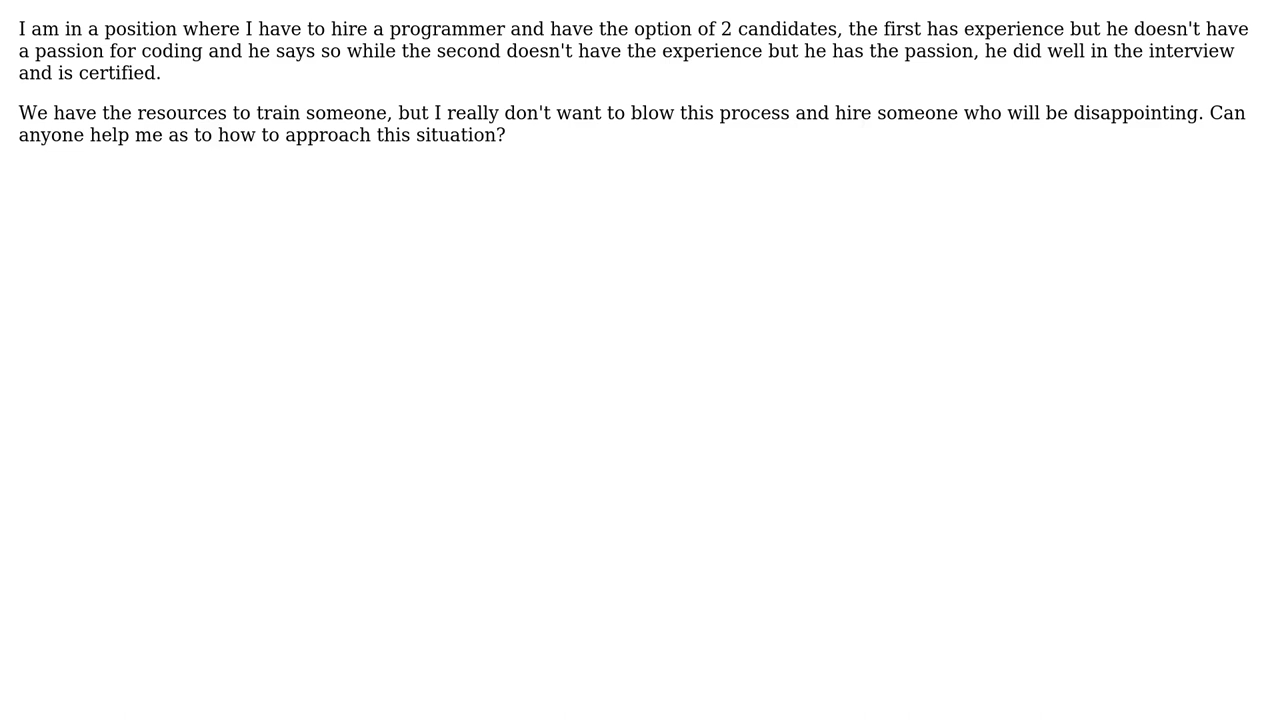 I am in a position where I have to hire a programmer and have the option of 2 candidates, the first has experience but he doesn't have
a passion for coding and he says so while the second doesn't have the experience but he has the passion, he did well in the interview
and is certified.
We have the resources to train someone, but I really don't want to blow this process and hire someone who will be disappointing. Can
anyone help me as to how to approach this situation?